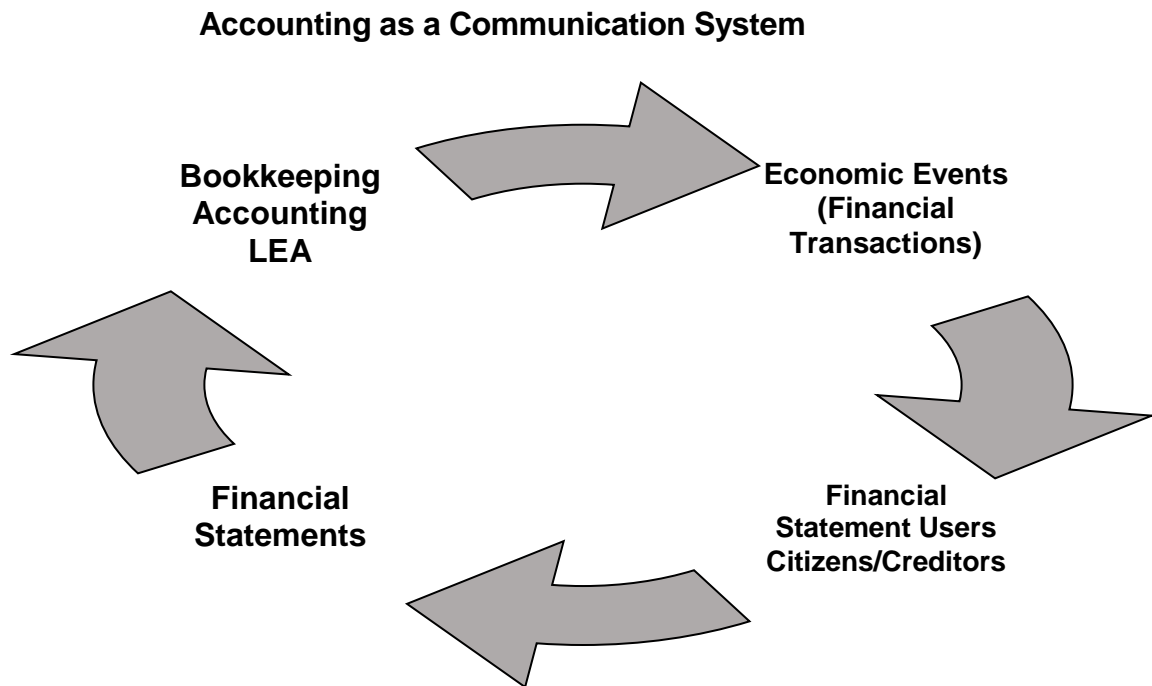 Accounting as a Communication System
Bookkeeping
Accounting
LEA
Economic Events
(Financial
Transactions)
Financial
Statements
Financial
Statement Users
Citizens/Creditors